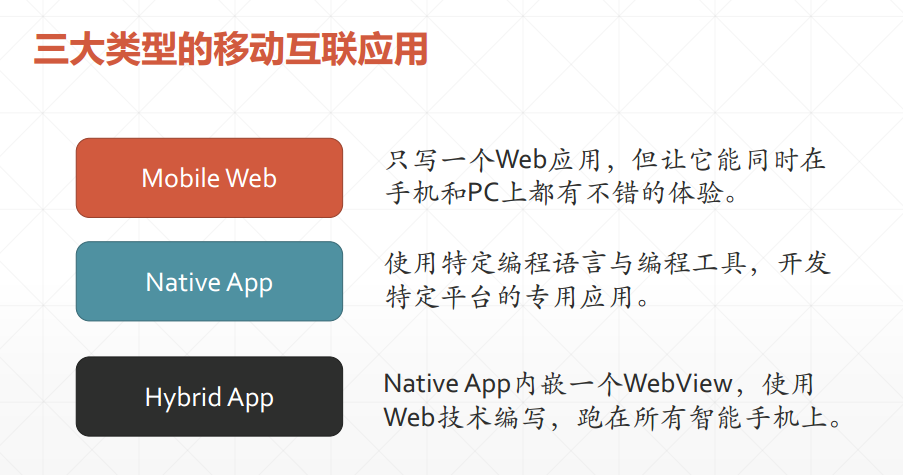 三大类型的移动互联应用
Mobile Web
只写一个Web应用，但让它能同时在
手机和PC上都有不错的体验。
Native App
使用特定编程语言与编程工具，开发
特定平台的专用应用。
Hybrid App
Native App内嵌一个WebView，使用
Web技术编写，跑在所有智能手机上。